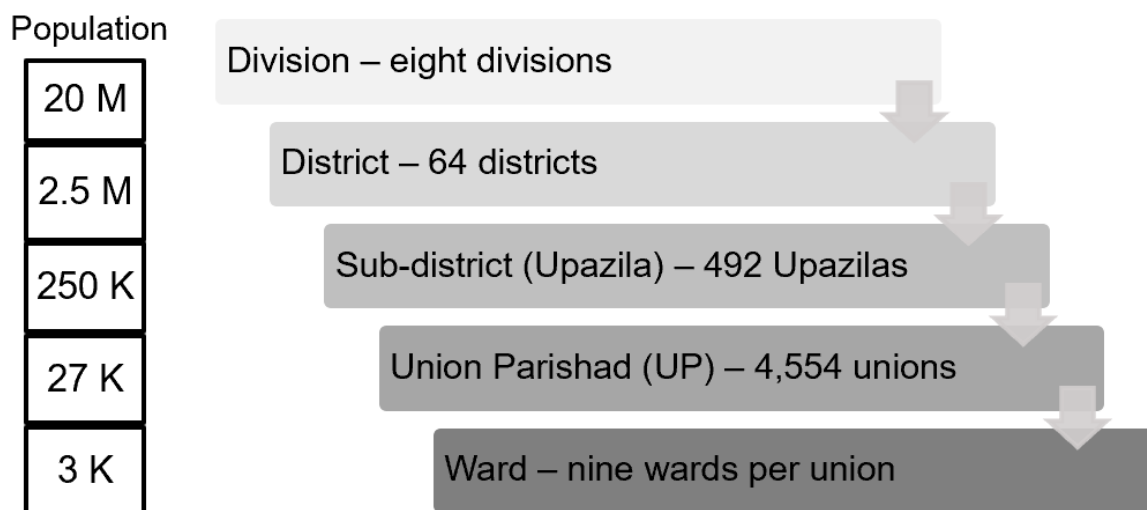 Population
20 M
Division – eight divisions
2.5 M
District – 64 districts
250 K
Sub-district (Upazila) – 492 Upazilas
27 K
Union Parishad (UP) – 4,554 unions
3 K
Ward – nine wards per union